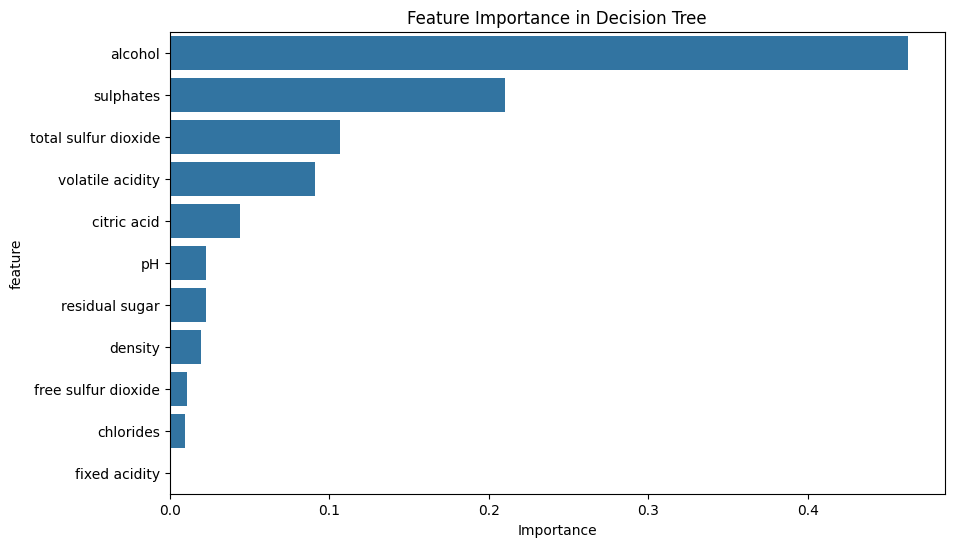 Feature Importance in Decision Tree
feature
alcohol
sulphates
total sulfur dioxide
volatile acidity
citric acid
pH
residual sugar
density
free sulfur dioxide
chlorides
fixed acidity
0.0 0.1 0.2 0.3 0.4
Importance